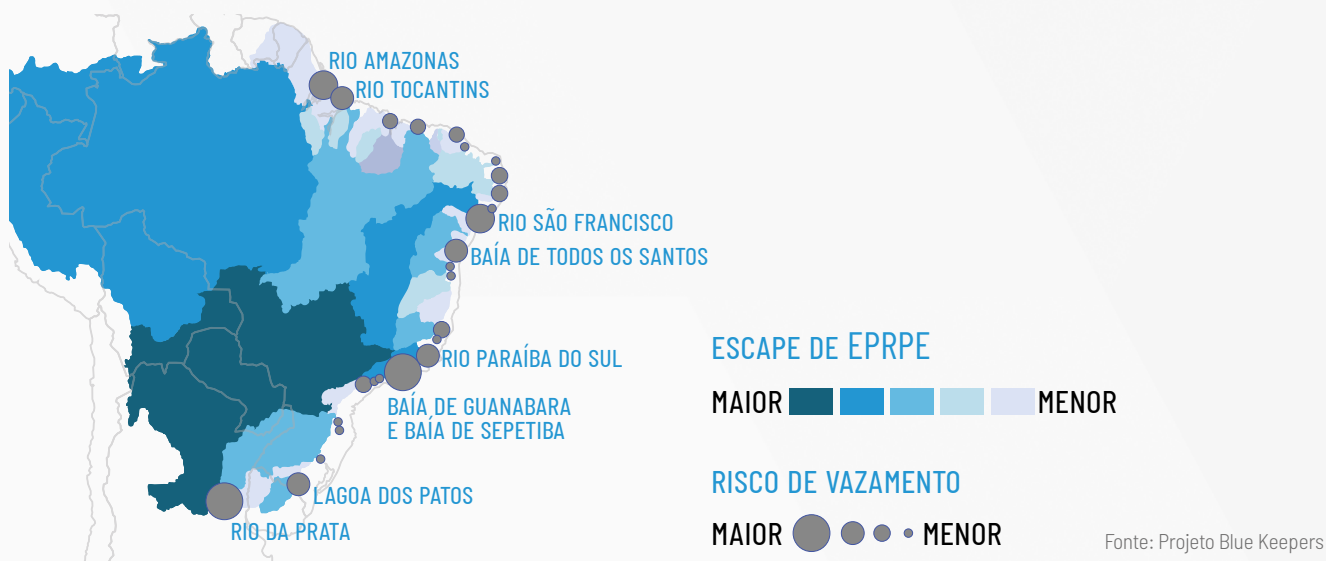 RIO AMAZONAS
RIO TOCANTINS
RIO SÃO FRANCISCO
BAÍA DE TODOS OS SANTOS
RIO PARAÍBA DO SUL
BAÍA DE GUANABARA
E BAÍA DE SEPETIBA
LAGOA DOS PATOS
RIO DA PRATA
ESCAPE DE EPRPE
MAIOR MENOR
RISCO DE VAZAMENTO
MAIOR MENOR
Fonte: Projeto Blue Keepers